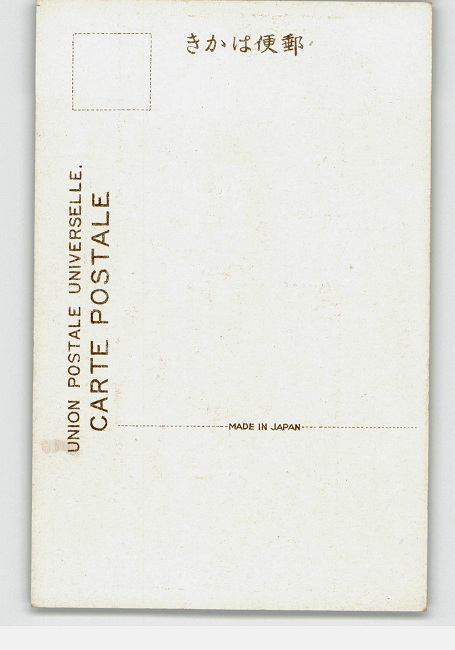 きかは便郵
UNION POSTALE UNIVERSELLE.
CARTE POSTALE
MADE IN JAPAN